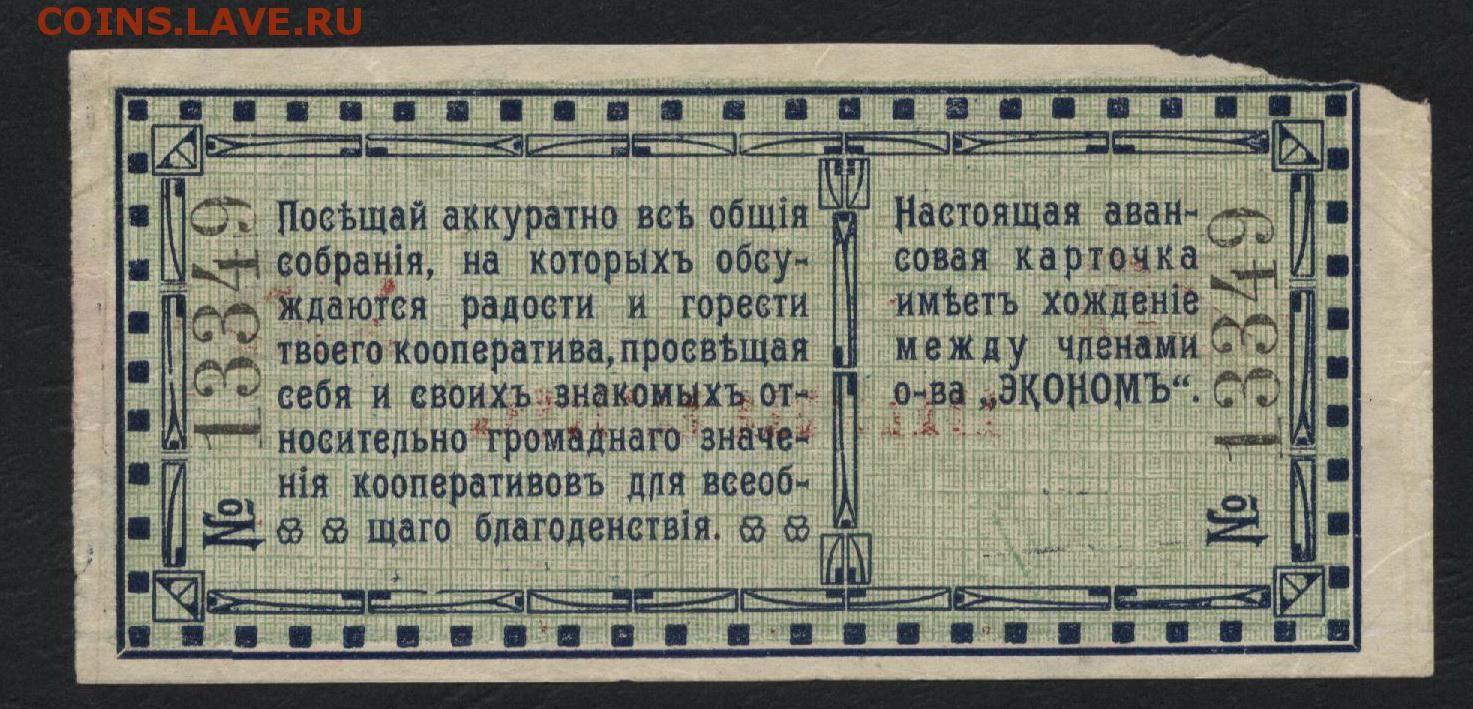 COINS.LAVE.RU
№ 13349
Посѣщай аккуратно всѣ общія
собранія, на которыхъ обсу-
ждаются радости и горести
твоего кооператива, просвѣщая
себя и своихъ знакомыхъ от-
носительно громаднаго значе-
нія кооперативовъ для всеоб-
щаго благоденствія.
Настоящая аван-
совая карточка
имѣетъ хожденіе
между членами
о-ва „ЭКОНОМЪ“.
№ 13349